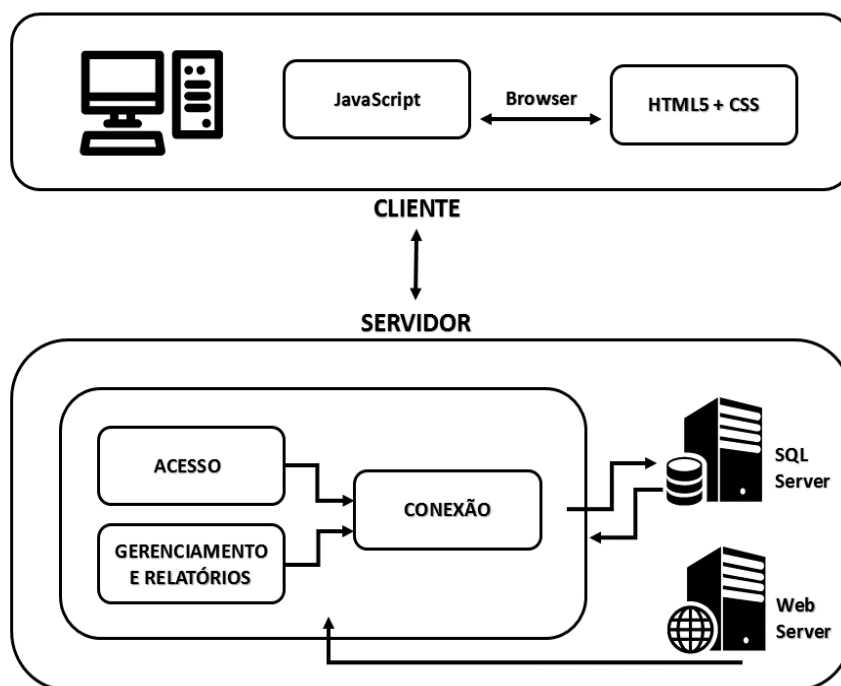 JavaScript
Browser
HTML5 + CSS
CLIENTE
SERVIDOR
ACESSO
GERENCIAMENTO
E RELATÓRIOS
CONEXÃO
SQL
Server
Web
Server